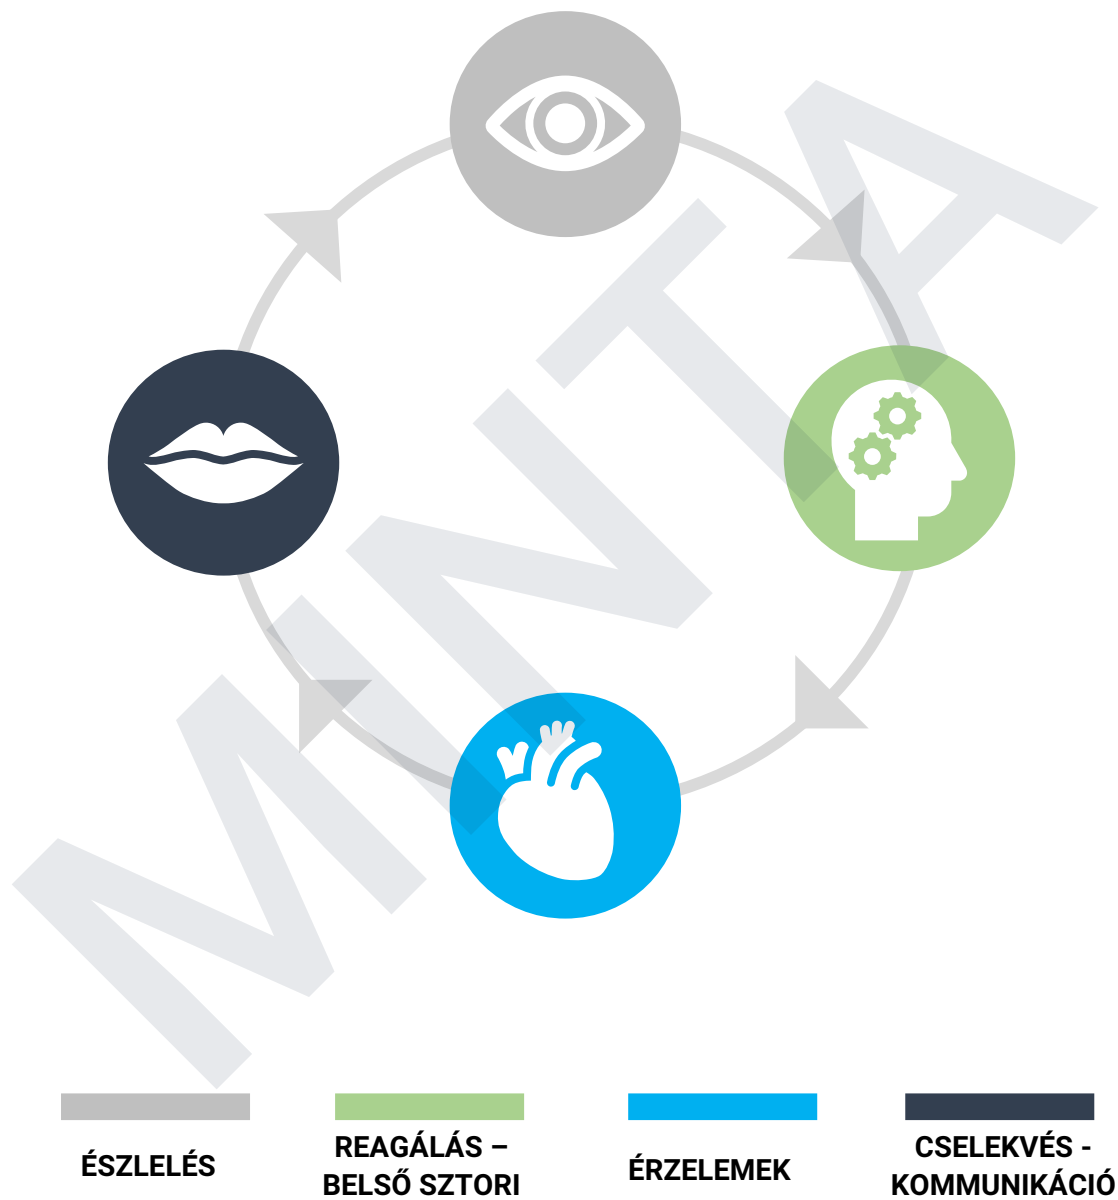 MINTA
ÉSZLELÉS
REAGÁLÁS –
BELSŐ SZTORI
ÉRZELEMEK
CSELEKVÉS -
KOMMUNIKÁCIÓ